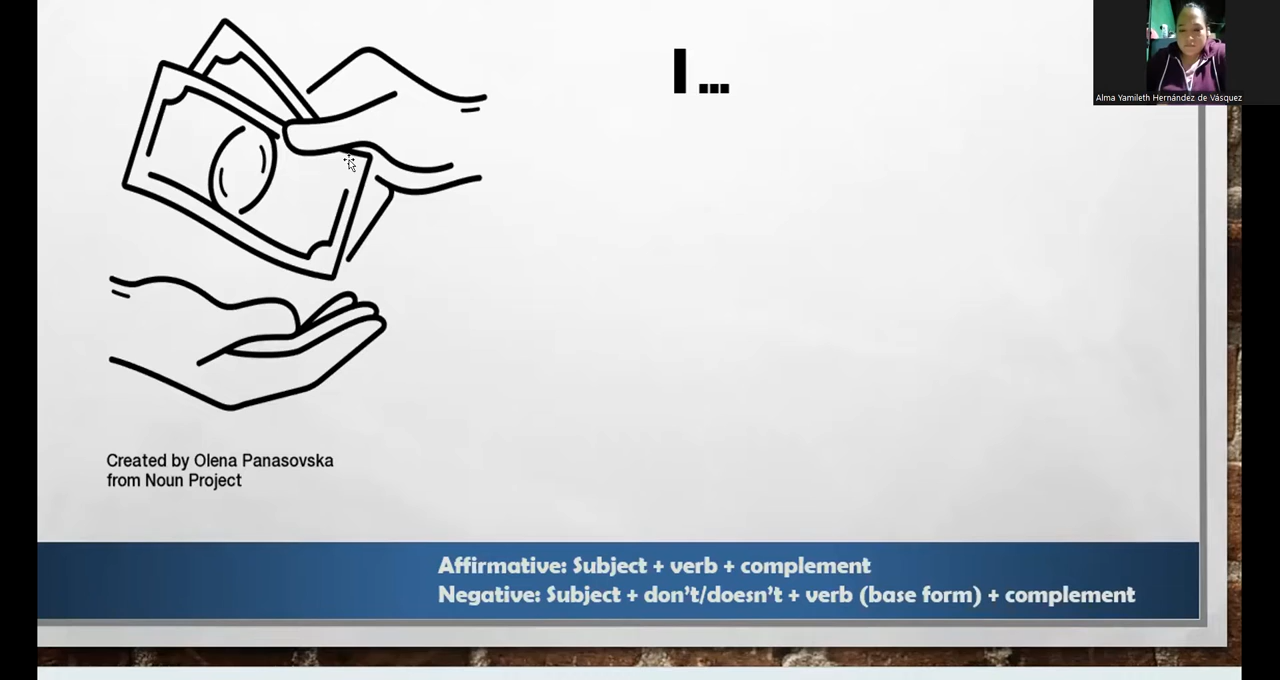 I ...
Alma Yamileth Hernández de Vásquez
Created by Olena Panasovska
from Noun Project
Affirmative: Subject + verb + complement
Negative: Subject + don't/doesn't + verb (base form) + complement